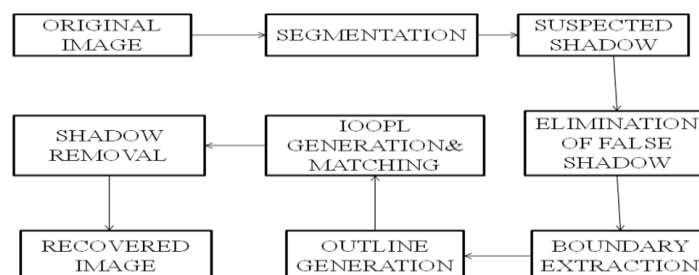 ORIGINAL
IMAGE
SEGMENTATION
SUSPECTED
SHADOW
ELIMINATION
OF FALSE
SHADOW
BOUNDARY
EXTRACTION
OUTLINE
GENERATION
IOOPL
GENERATION&
MATCHING
SHADOW
REMOVAL
RECOVERED
IMAGE